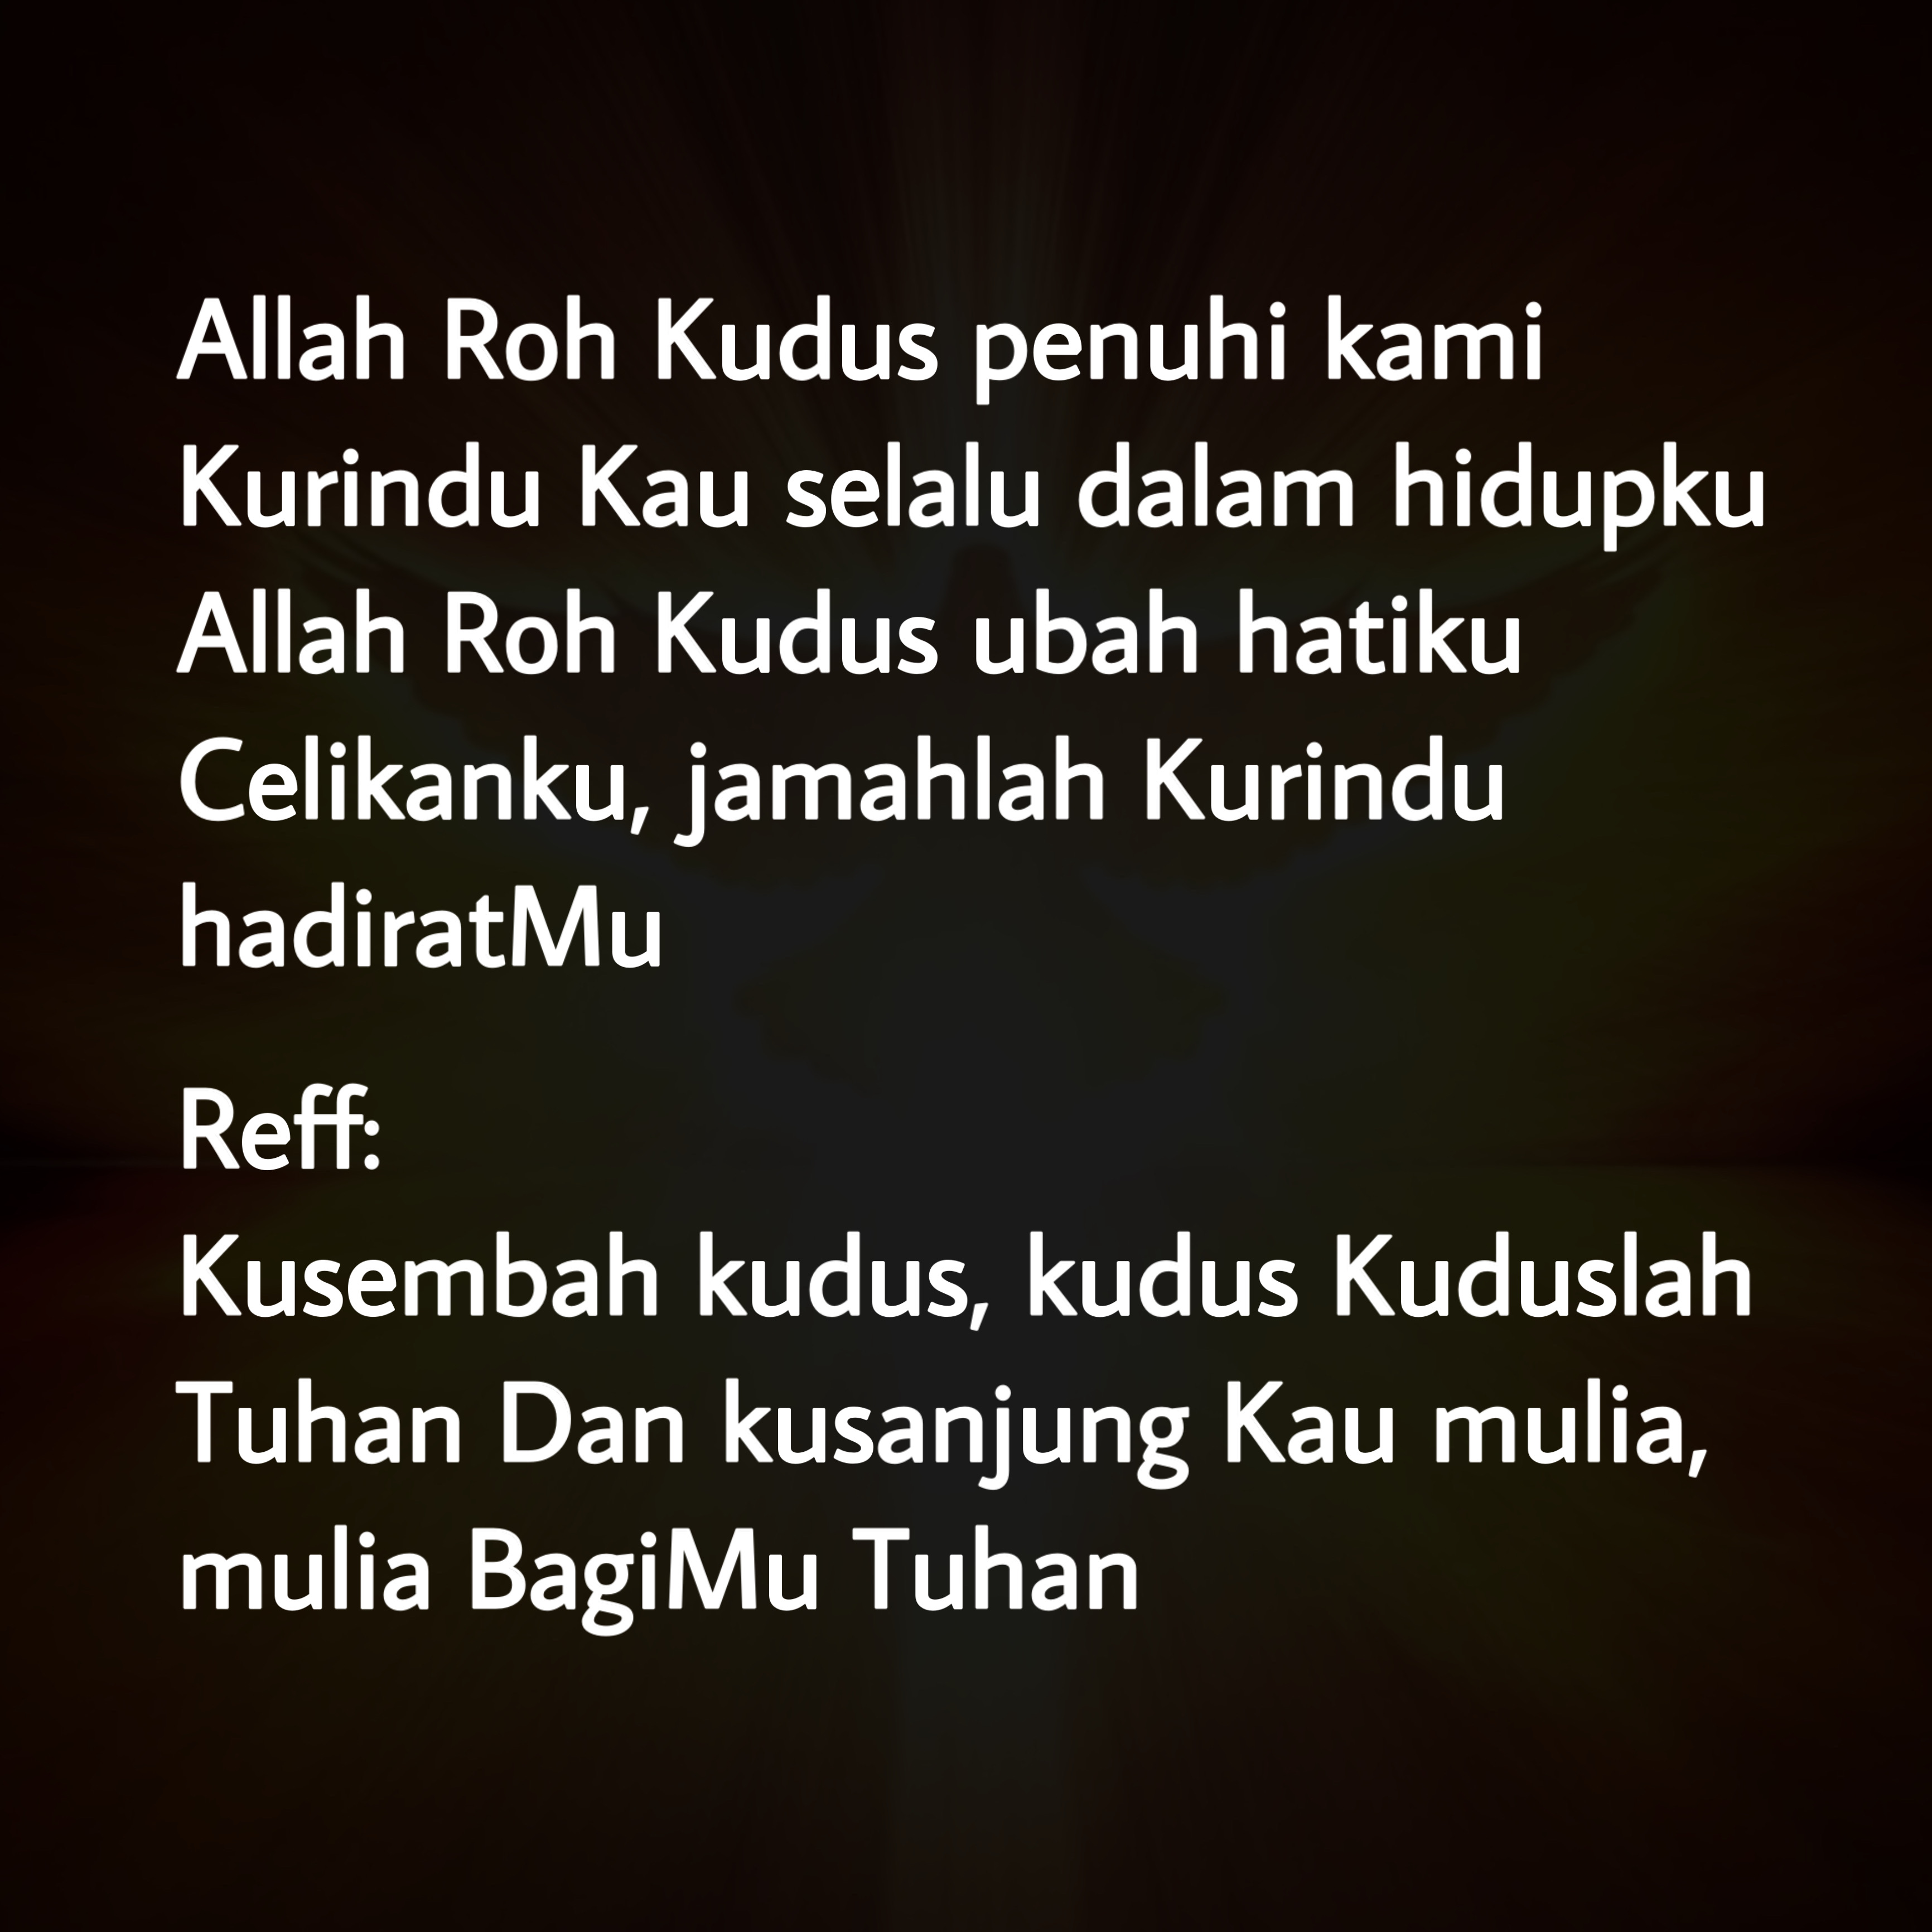 Allah Roh Kudus penuhi kami
Kurindu Kau selalu dalam hidupku
Allah Roh Kudus ubah hatiku
Celikanku, jamahlah Kurindu
hadiratMu
Reff:
Kusembah kudus, kudus Kuduslah
Tuhan Dan kusanjung Kau mulia,
mulia BagiMu Tuhan